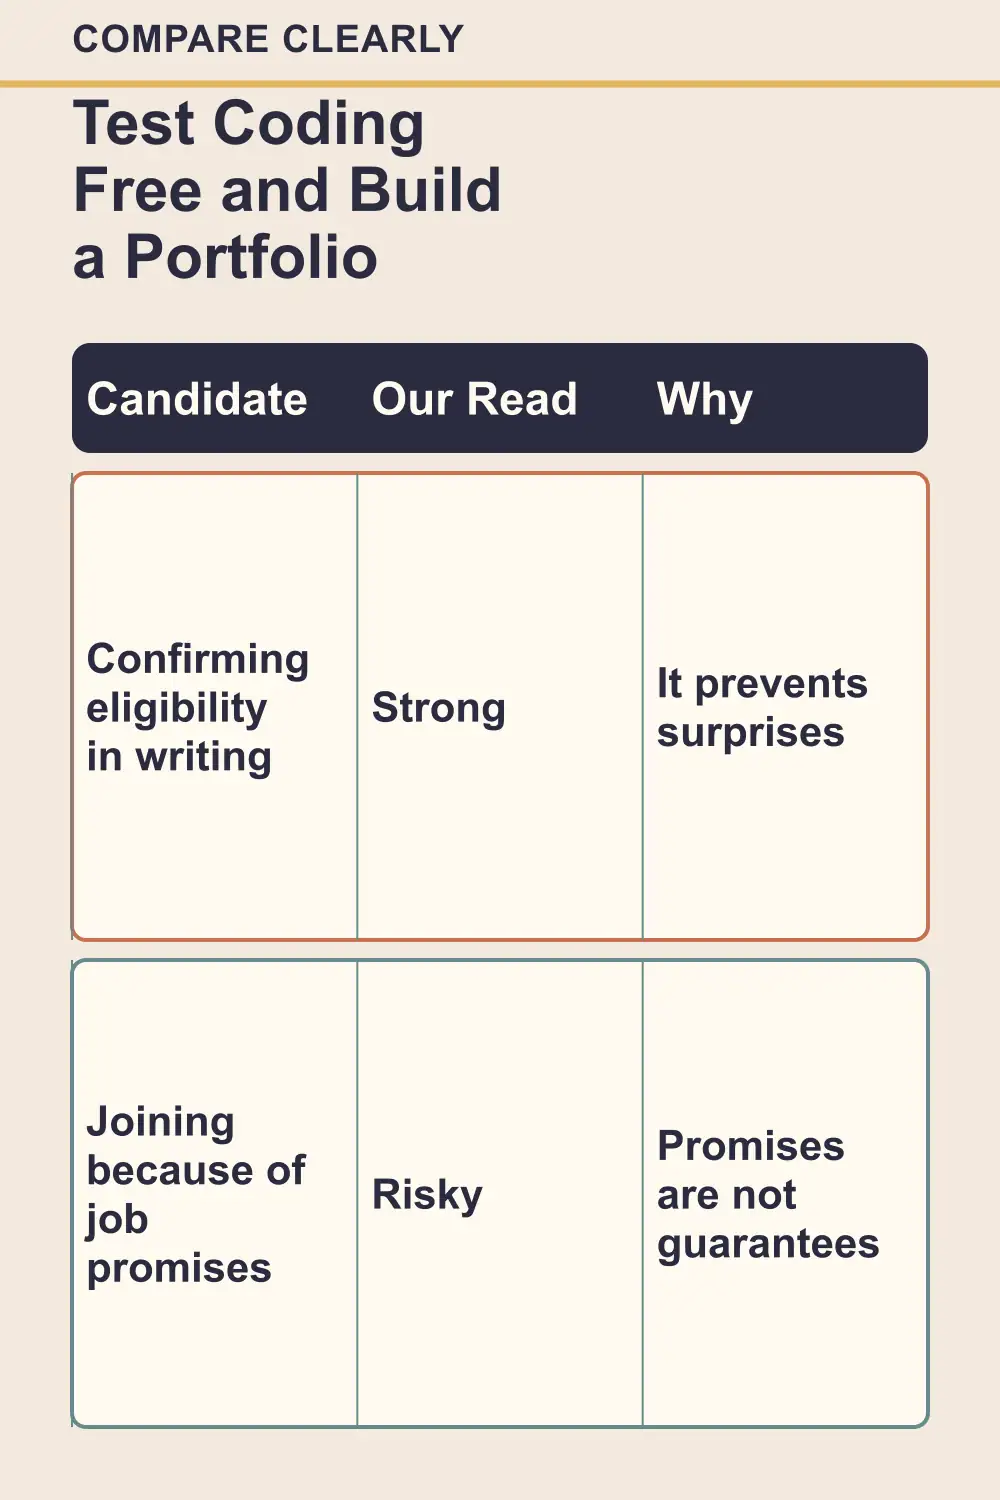 COMPARE CLEARLY
Test Coding
Free and Build
a Portfolio
Candidate
Our Read
Why
Confirming
eligibility
in writing
Strong
It prevents
surprises
Joining
because of
job
promises
Risky
Promises
are not
guarantees